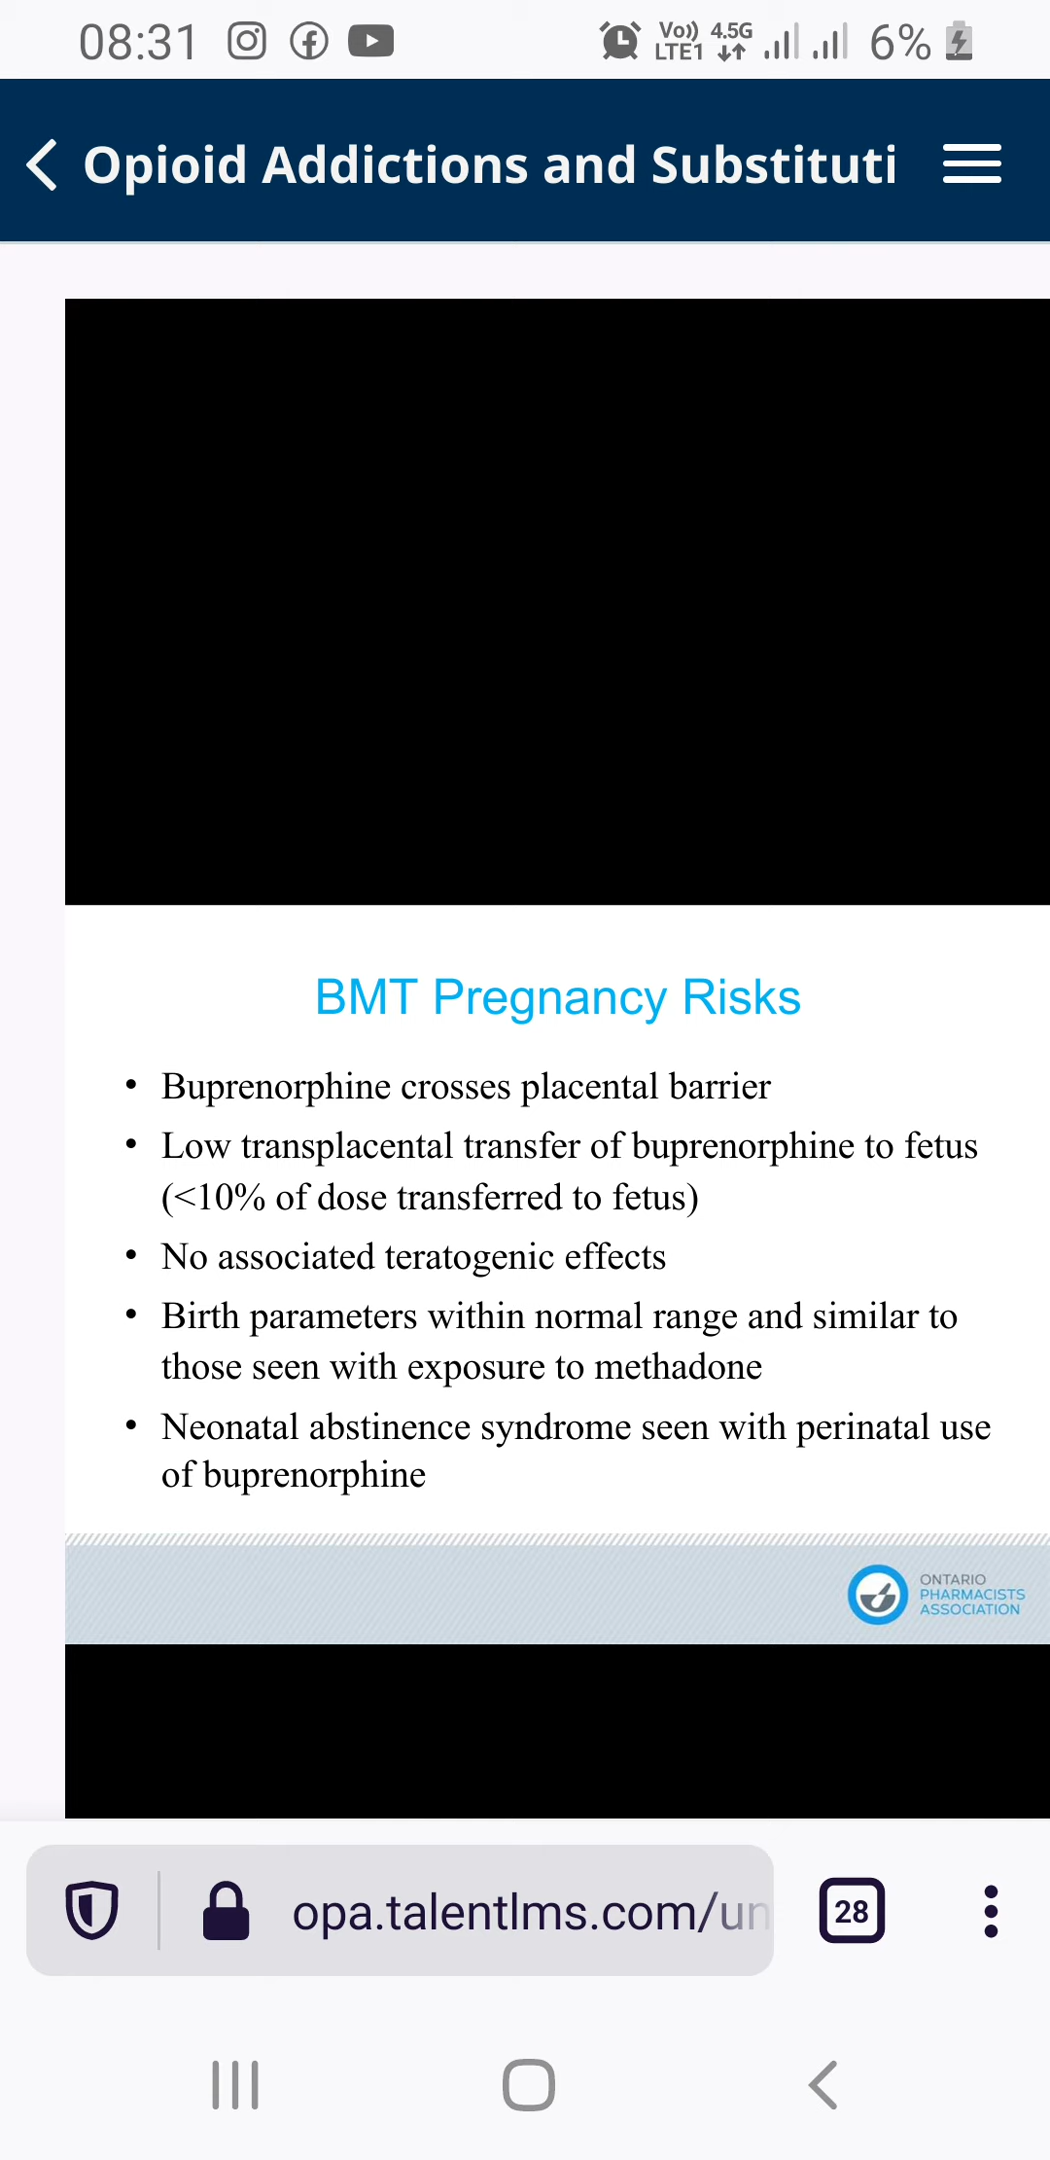 08:31 Vo)) LTE1 4.5G 6%
Opioid Addictions and Substituti
BMT Pregnancy Risks
• Buprenorphine crosses placental barrier
• Low transplacental transfer of buprenorphine to fetus
(<10% of dose transferred to fetus)
• No associated teratogenic effects
• Birth parameters within normal range and similar to
those seen with exposure to methadone
• Neonatal abstinence syndrome seen with perinatal use
of buprenorphine
ONTARIO
PHARMACISTS
ASSOCIATION
opa.talentlms.com/un 28